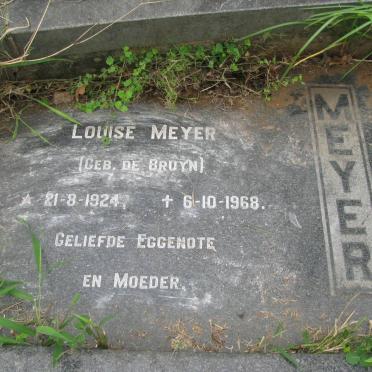 LOUISE MEYER
(GEB. DE BRUYN)
★ 21-8-1924, ✝ 6-10-1968.
GELIEFDE EGGENOTE
EN MOEDER.
MEYER